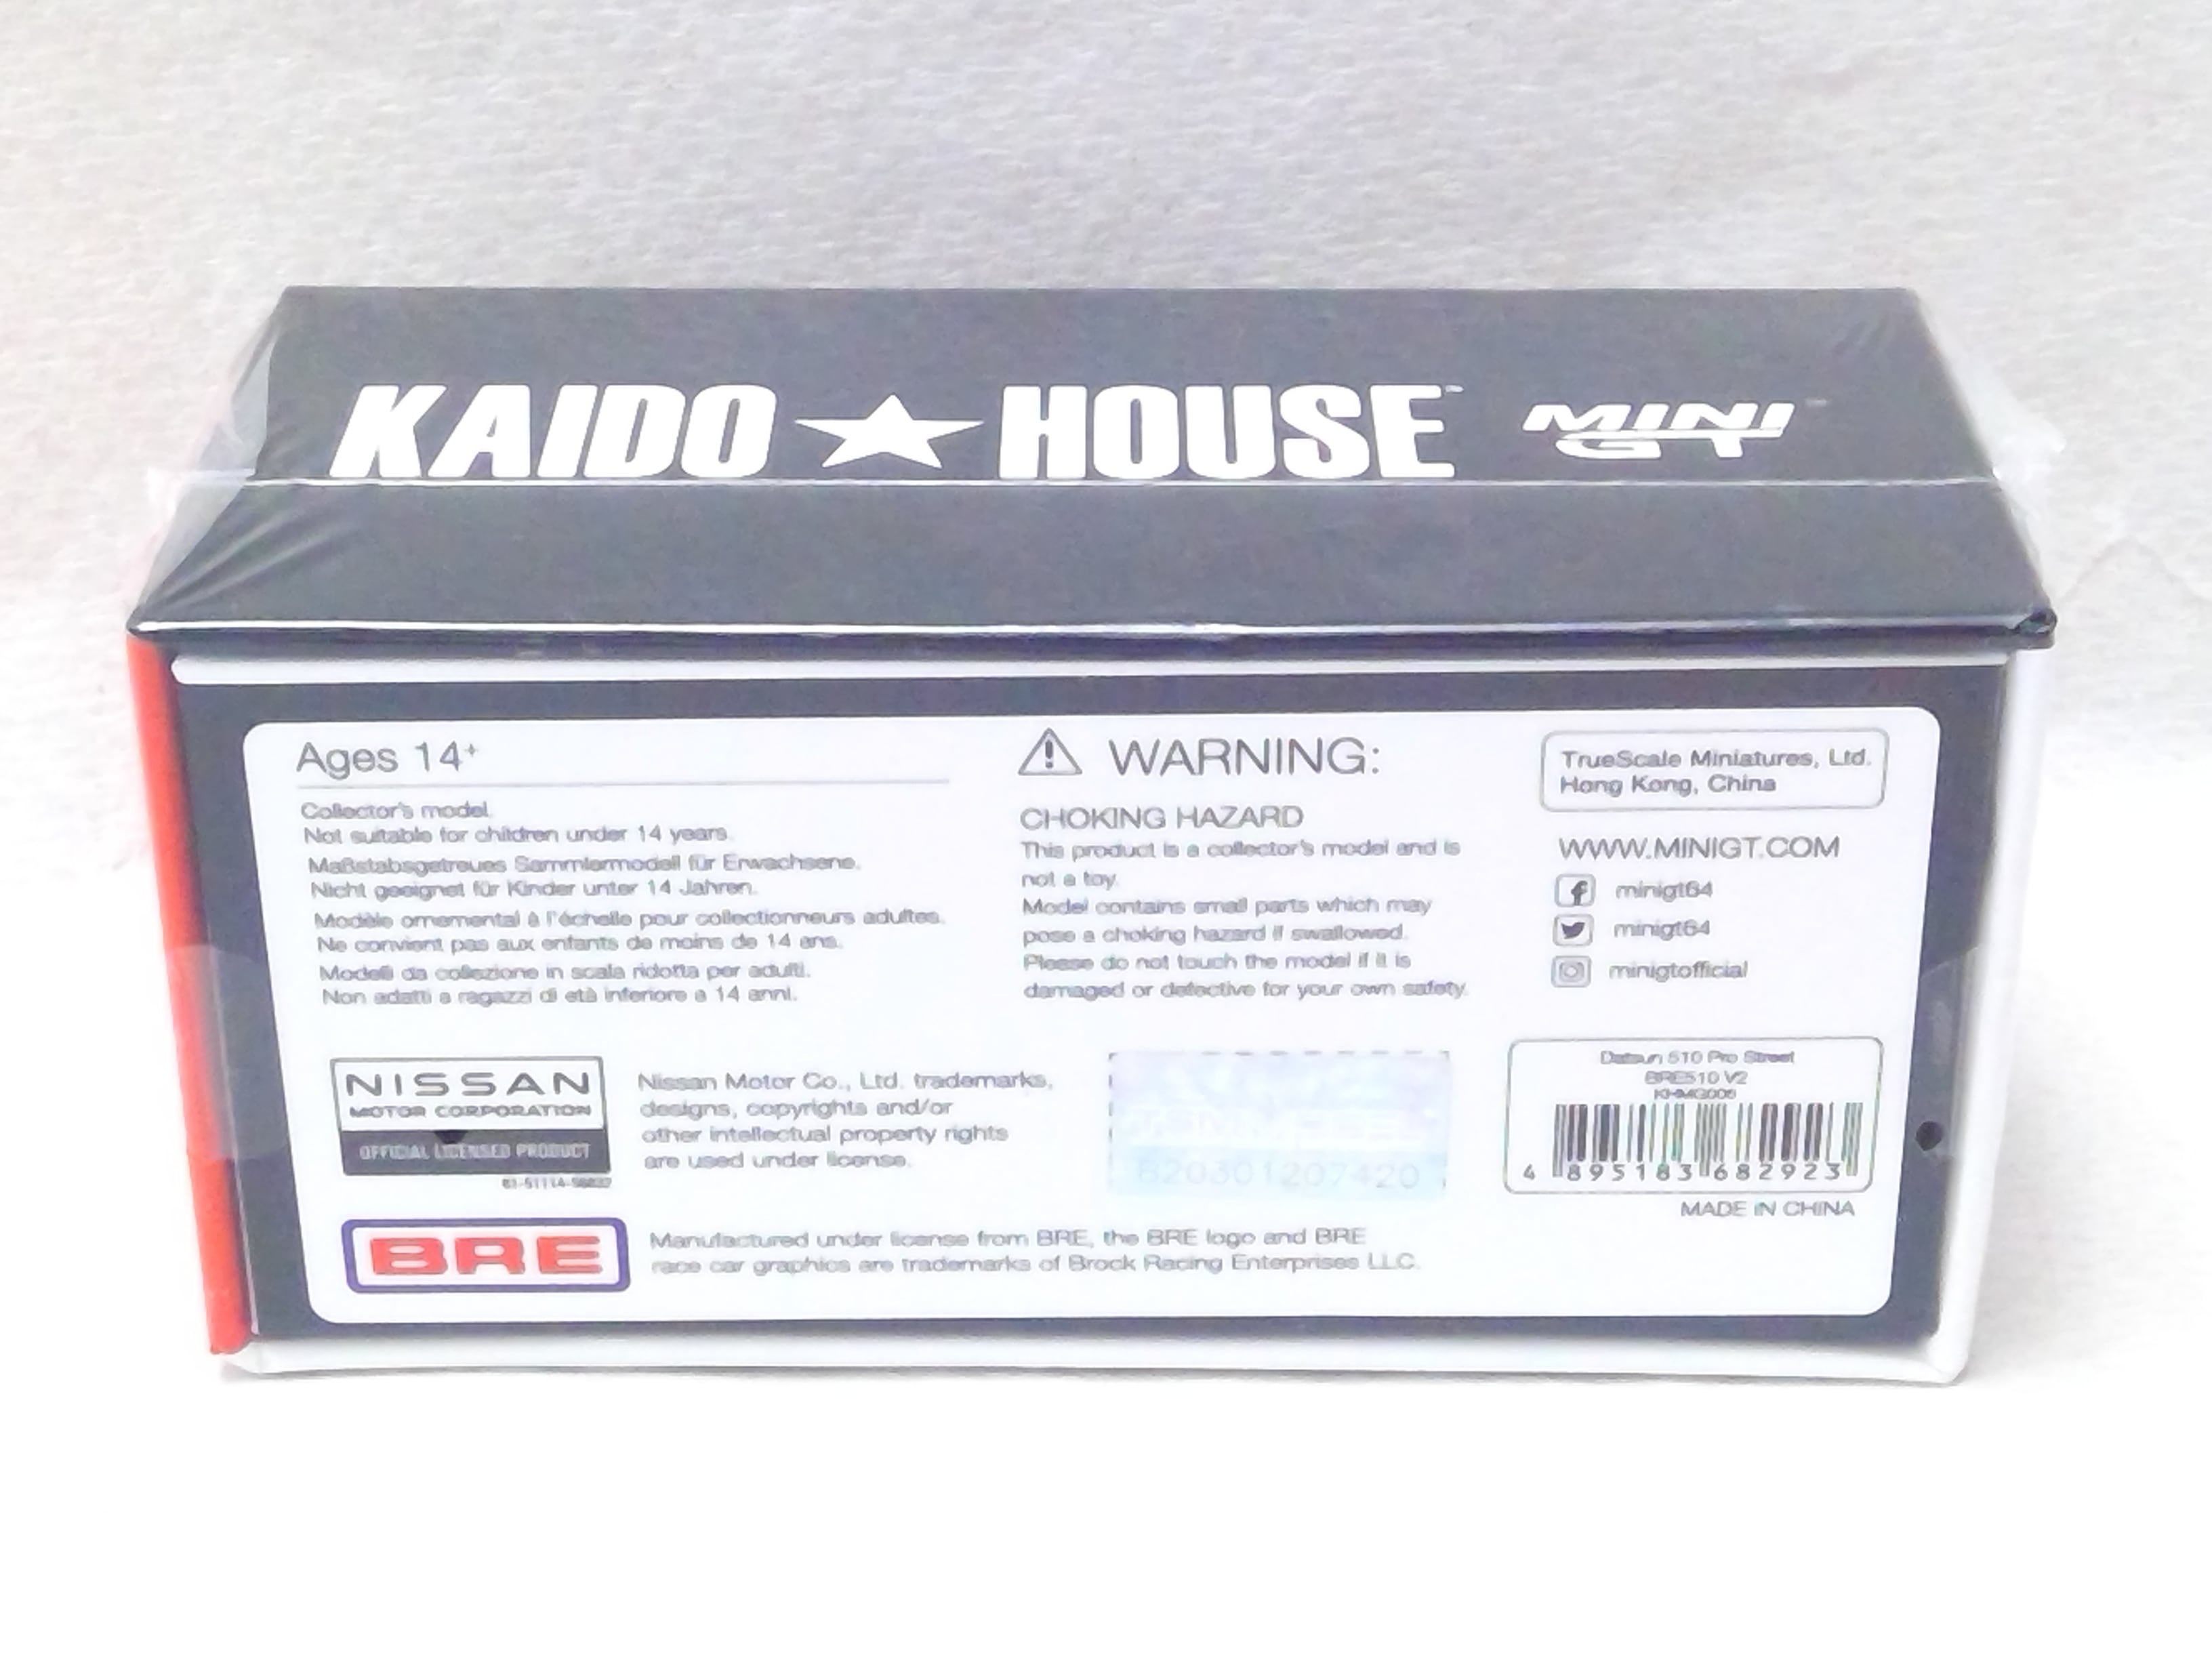 KAIDO★HOUSE™ MINI GT™
Ages 14+
Collector's model.
Not suitable for children under 14 years.
Maßstabsgetreues Sammlermodell für Erwachsene.
Nicht geeignet für Kinder unter 14 Jahren.
Modèle ornemental à l'échelle pour collectionneurs adultes.
Ne convient pas aux enfants de moins de 14 ans.
Modelli da collezione in scala ridotta per adulti.
Non adatti a ragazzi di età inferiore a 14 anni.
WARNING:
CHOKING HAZARD
This product is a collector's model and is
not a toy.
Model contains small parts which may
pose a choking hazard if swallowed.
Please do not touch the model if it is
damaged or defective for your own safety.
TrueScale Miniatures, Ltd.
Hong Kong, China
WWW.MINIGT.COM
minigt64
minigt64
minigtofficial
NISSAN
MOTOR CORPORATION
OFFICIAL LICENSED PRODUCT
Nissan Motor Co., Ltd. trademarks,
designs, copyrights and/or
other intellectual property rights
are used under license.
620301207420
Datsun 510 Pro Street
BRE510 V2
KHMG006
4 895183 682923
MADE IN CHINA
BRE
Manufactured under license from BRE, the BRE logo and BRE
race car graphics are trademarks of Brock Racing Enterprises LLC.